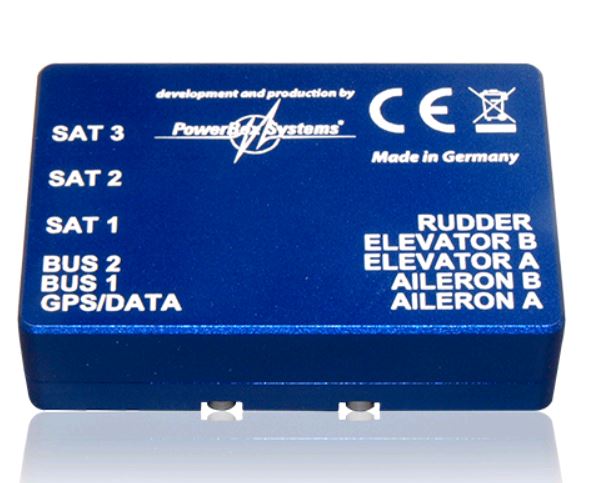 development and production by
PowerBox Systems®
CE
Made in Germany
SAT 3
SAT 2
SAT 1
BUS 2
BUS 1
GPS/DATA
RUDDER
ELEVATOR B
ELEVATOR A
AILERON B
AILERON A